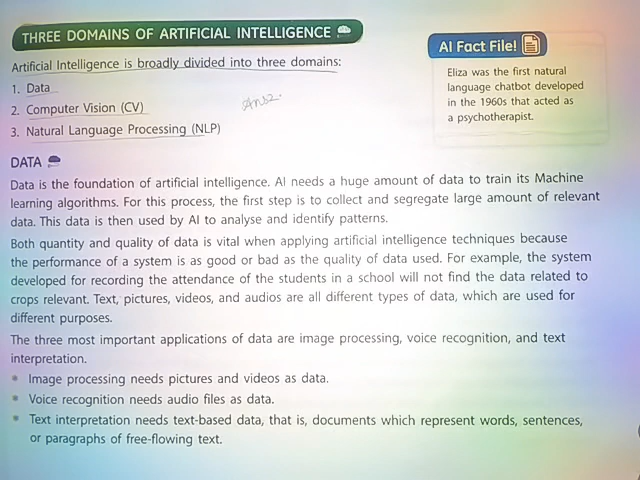 THREE DOMAINS OF ARTIFICIAL INTELLIGENCE
Artificial Intelligence is broadly divided into three domains:
1. Data
2. Computer Vision (CV)
3. Natural Language Processing (NLP)
Ans2.
AI Fact File!
Eliza was the first natural
language chatbot developed
in the 1960s that acted as
a psychotherapist.
DATA
Data is the foundation of artificial intelligence. AI needs a huge amount of data to train its Machine
learning algorithms. For this process, the first step is to collect and segregate large amount of relevant
data. This data is then used by AI to analyse and identify patterns.
Both quantity and quality of data is vital when applying artificial intelligence techniques because
the performance of a system is as good or bad as the quality of data used. For example, the system
developed for recording the attendance of the students in a school will not find the data related to
crops relevant. Text, pictures, videos, and audios are all different types of data, which are used for
different purposes.
The three most important applications of data are image processing, voice recognition, and text
interpretation.
• Image processing needs pictures and videos as data.
• Voice recognition needs audio files as data.
• Text interpretation needs text-based data, that is, documents which represent words, sentences,
or paragraphs of free-flowing text.